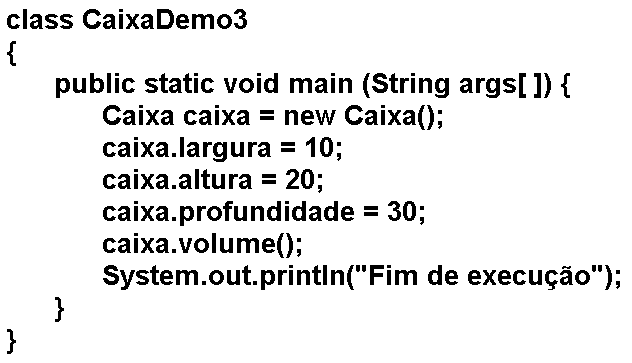 class CaixaDemo3
{
public static void main (String args[ ]) {
Caixa caixa = new Caixa();
caixa.largura = 10;
caixa.altura = 20;
caixa.profundidade = 30;
caixa.volume();
System.out.println("Fim de execução");
}
}